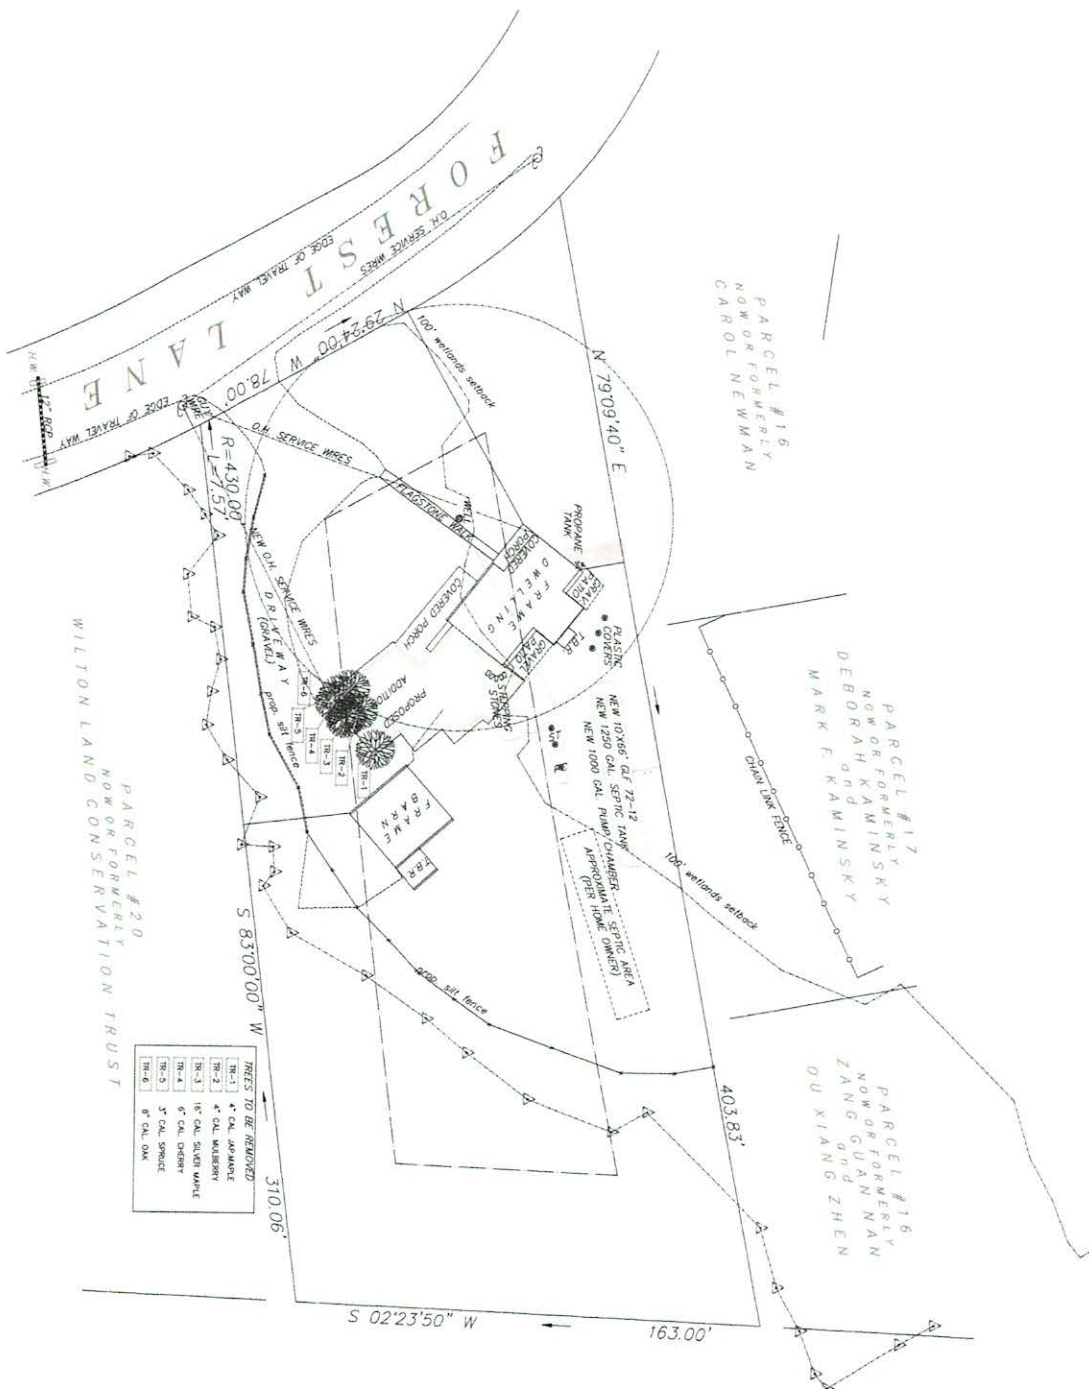 FOREST LANE
O.H. SERVICE WIRES
EDGE OF TRAVEL WAY
EDGE OF TRAVEL WAY
H.W.
12" RCP
H.W.
GUY
WIRE
N 29°24'00" W
78.00'
R=430.00'
L=7.57'
100' wetlands setback
N 79°09'40" E
403.83'
PARCEL #16
NOW OR FORMERLY
CAROL NEWMAN
PARCEL #17
NOW OR FORMERLY
DEBORAH KAMINSKY
and
MARK F. KAMINSKY
PARCEL #16
NOW OR FORMERLY
ZANG GUAN NAN
and
OU XIANG ZHEN
CHAIN LINK FENCE
100' wetlands setback
O.H. SERVICE WIRES
FLAGSTONE WALK
WELL
COVERED
PORCH
FRAME
DWELLING
COVERED PORCH
PROPANE
TANK
GRAV.
PATIO
T.B.R.
GRAVEL
PATIO
PLASTIC
COVERS
STEPPING
STONES
NEW 10'X66' GLF 72-12
NEW 1250 GAL. SEPTIC TANK
NEW 1000 GAL. PUMP CHAMBER
APPROXIMATE SEPTIC AREA
(PER HOME OWNER)
NEW O.H. SERVICE WIRES
DRIVEWAY
(GRAVEL)
prop. silt fence
PROPOSED
ADDITION
TR-6
TR-5
TR-4
TR-3
TR-2
TR-1
FRAME
BARN
T.B.R.
prop. silt fence
S 83°00'00" W
310.06'
S 02°23'50" W
163.00'
PARCEL #20
NOW OR FORMERLY
WILTON LAND CONSERVATION TRUST
TREES TO BE REMOVED
TR-1 4" CAL. JAP.MAPLE
TR-2 4" CAL. MULBERRY
TR-3 16" CAL. SILVER MAPLE
TR-4 6" CAL. CHERRY
TR-5 3" CAL. SPRUCE
TR-6 8" CAL. OAK